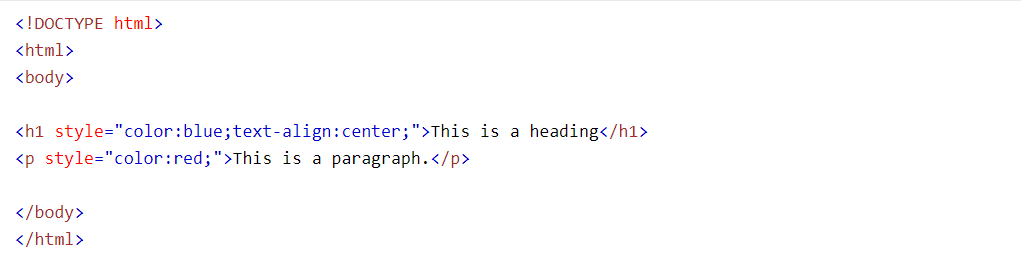 <!DOCTYPE html>
<html>
<body>
<h1 style="color:blue;text-align:center;">This is a heading</h1>
<p style="color:red;">This is a paragraph.</p>
</body>
</html>